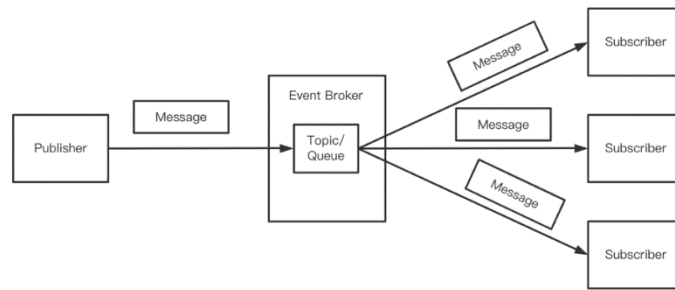 Subscriber
Message
Event Broker
Message
Message
Publisher
Topic/
Queue
Subscriber
Message
Subscriber